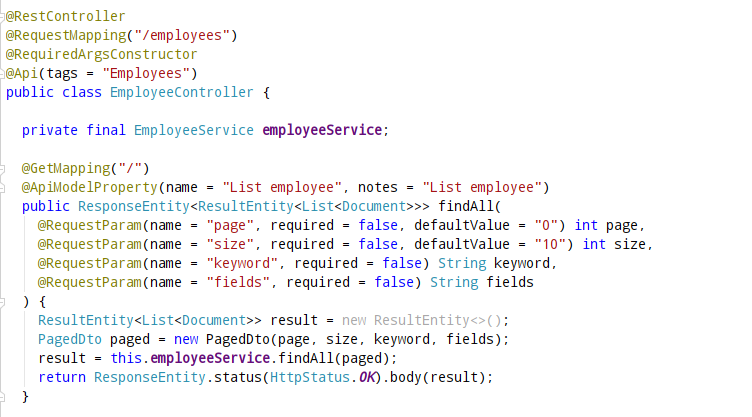 @RestController
@RequestMapping("/employees")
@RequiredArgsConstructor
@Api(tags = "Employees")
public class EmployeeController {
private final EmployeeService employeeService;
@GetMapping("/")
@ApiModelProperty(name = "List employee", notes = "List employee")
public ResponseEntity<ResultEntity<List<Document>>> findAll(
@RequestParam(name = "page", required = false, defaultValue = "0") int page,
@RequestParam(name = "size", required = false, defaultValue = "10") int size,
@RequestParam(name = "keyword", required = false) String keyword,
@RequestParam(name = "fields", required = false) String fields
) {
ResultEntity<List<Document>> result = new ResultEntity<>();
PagedDto paged = new PagedDto(page, size, keyword, fields);
result = this.employeeService.findAll(paged);
return ResponseEntity.status(HttpStatus.OK).body(result);
}